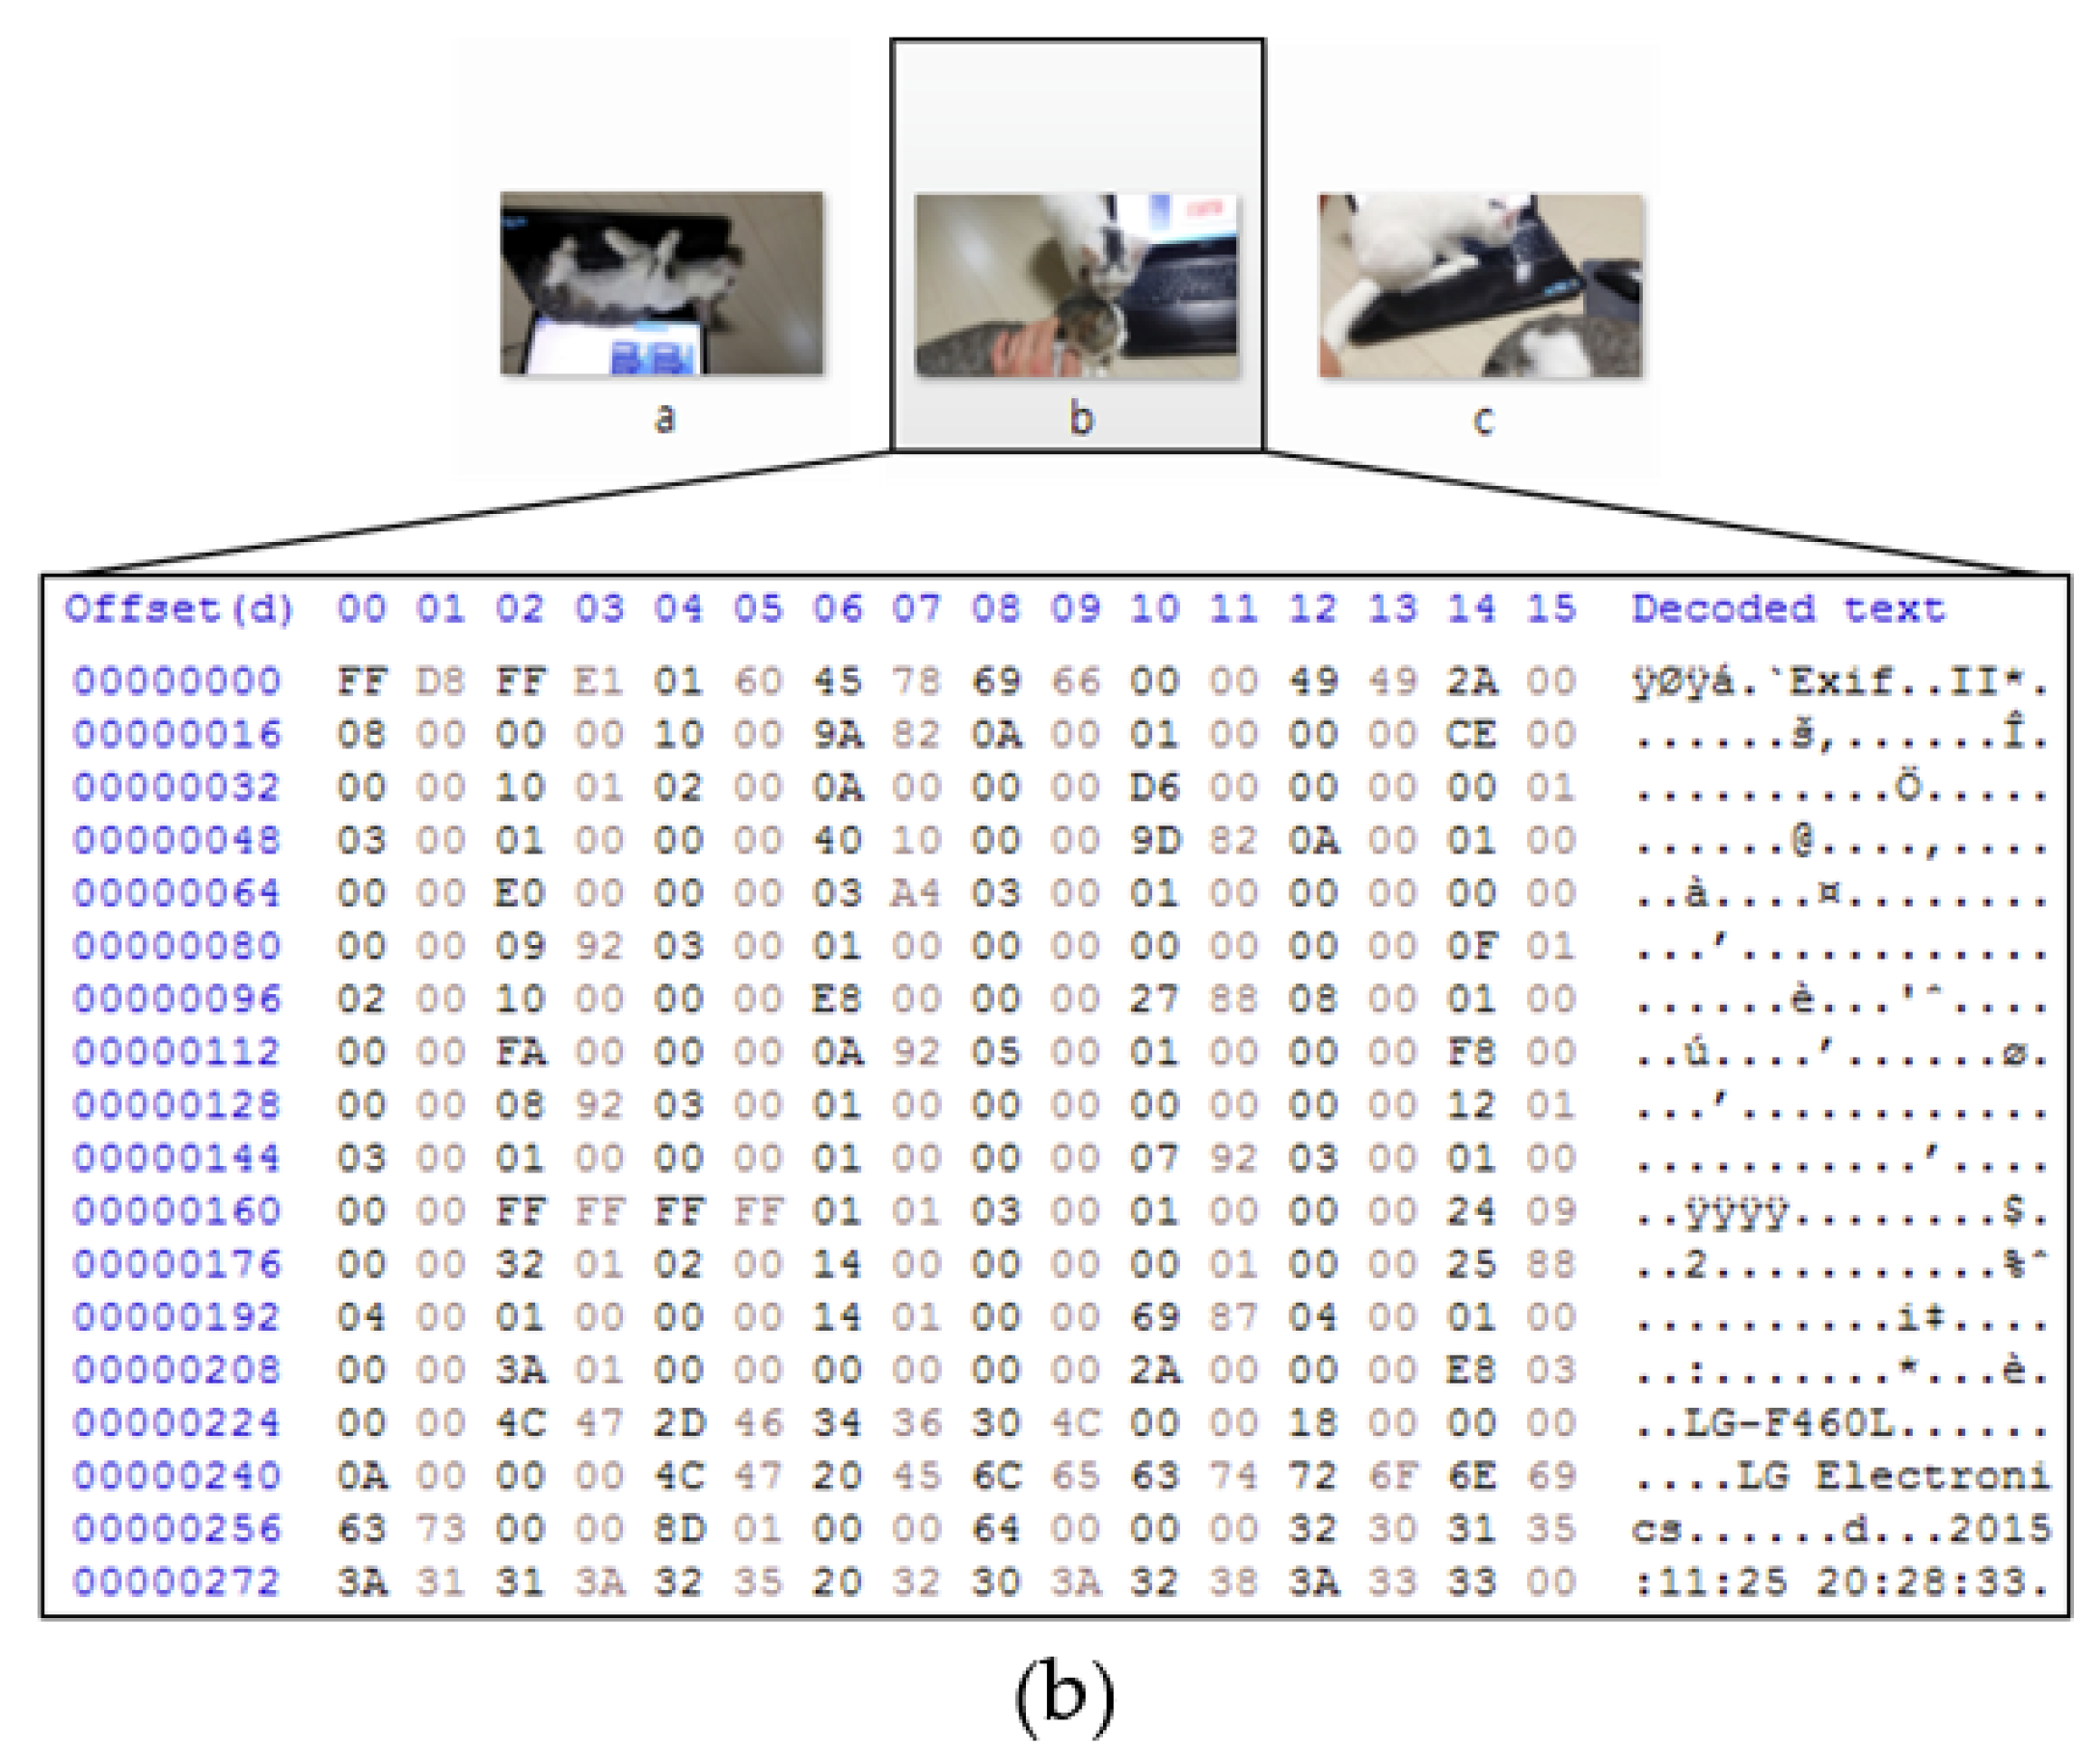 a b c
Offset(d) 00 01 02 03 04 05 06 07 08 09 10 11 12 13 14 15 Decoded text
00000000 FF D8 FF E1 01 60 45 78 69 66 00 00 49 49 2A 00 ÿØÿá.`Exif..II*.
00000016 08 00 00 00 10 00 9A 82 0A 00 01 00 00 00 CE 00 ......š‚......Î.
00000032 00 00 10 01 02 00 0A 00 00 00 D6 00 00 00 00 01 ..........Ö.....
00000048 03 00 01 00 00 00 40 10 00 00 9D 82 0A 00 01 00 ......@....‚....
00000064 00 00 E0 00 00 00 03 A4 03 00 01 00 00 00 00 00 ..à....¤........
00000080 00 00 09 92 03 00 01 00 00 00 00 00 00 00 0F 01 ...’............
00000096 02 00 10 00 00 00 E8 00 00 00 27 88 08 00 01 00 ......è...'ˆ....
00000112 00 00 FA 00 00 00 0A 92 05 00 01 00 00 00 F8 00 ..ú....’......ø.
00000128 00 00 08 92 03 00 01 00 00 00 00 00 00 00 12 01 ...’............
00000144 03 00 01 00 00 00 01 00 00 00 07 92 03 00 01 00 ...........’....
00000160 00 00 FF FF FF FF 01 01 03 00 01 00 00 00 24 09 ..ÿÿÿÿ........$.
00000176 00 00 32 01 02 00 14 00 00 00 00 01 00 00 25 88 ..2...........%ˆ
00000192 04 00 01 00 00 00 14 01 00 00 69 87 04 00 01 00 ..........i‡....
00000208 00 00 3A 01 00 00 00 00 00 00 2A 00 00 00 E8 03 ..:.......*...è.
00000224 00 00 4C 47 2D 46 34 36 30 4C 00 00 18 00 00 00 ..LG-F460L......
00000240 0A 00 00 00 4C 47 20 45 6C 65 63 74 72 6F 6E 69 ....LG Electroni
00000256 63 73 00 00 8D 01 00 00 64 00 00 00 32 30 31 35 cs......d...2015
00000272 3A 31 31 3A 32 35 20 32 30 3A 32 38 3A 33 33 00 :11:25 20:28:33.
(b)